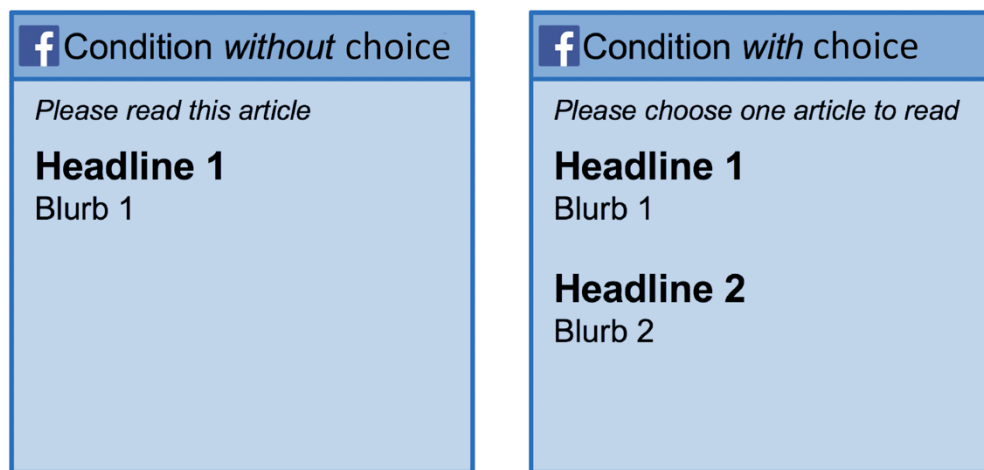 Condition without choice
Please read this article
Headline 1
Blurb 1
Condition with choice
Please choose one article to read
Headline 1
Blurb 1
Headline 2
Blurb 2